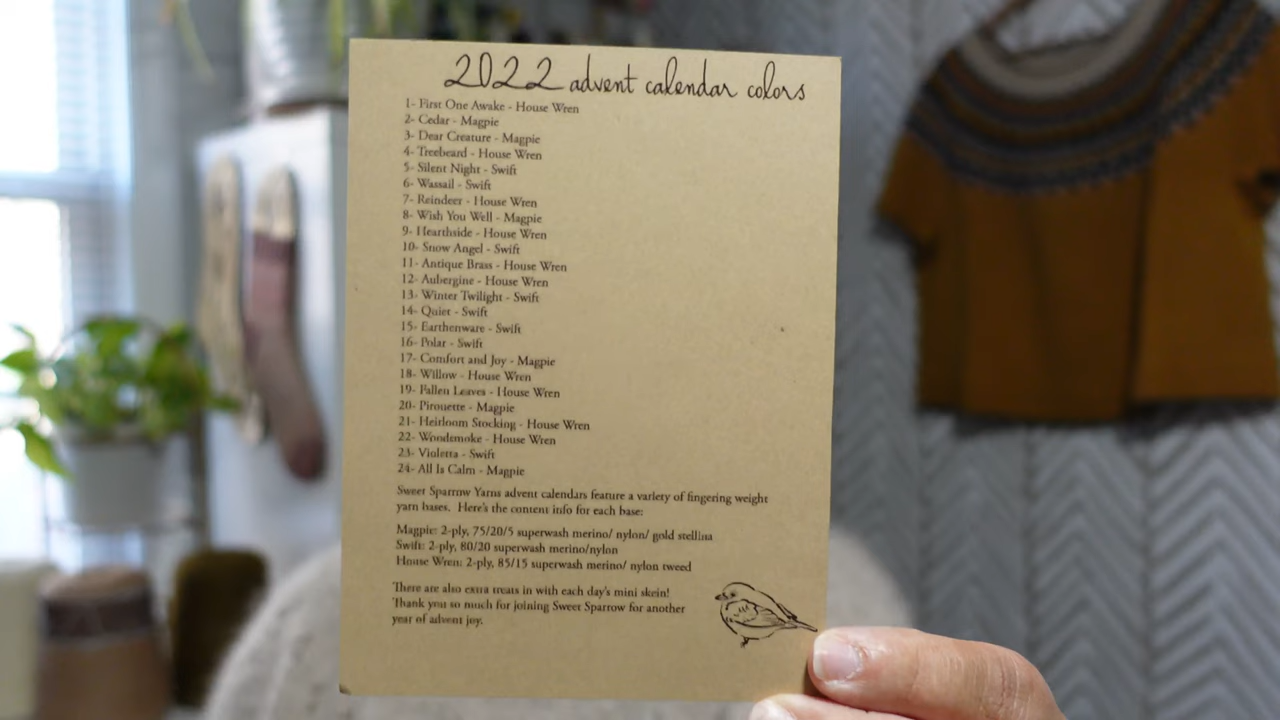 2022 advent calendar colors
1- First One Awake - House Wren
2- Cedar - Magpie
3- Dear Creature - Magpie
4- Treebeard - House Wren
5- Silent Night - Swift
6- Wassail - Swift
7- Reindeer - House Wren
8- Wish You Well - Magpie
9- Hearthside - House Wren
10- Snow Angel - Swift
11- Antique Brass - House Wren
12- Aubergine - House Wren
13- Winter Twilight - Swift
14- Quiet - Swift
15- Earthenware - Swift
16- Polar - Swift
17- Comfort and Joy - Magpie
18- Willow - House Wren
19- Fallen Leaves - House Wren
20- Pirouette - Magpie
21- Heirloom Stocking - House Wren
22- Woodsmoke - House Wren
23- Violetta - Swift
24- All Is Calm - Magpie
Sweet Sparrow Yarns advent calendars feature a variety of fingering weight
yarn bases. Here's the content info for each base:
Magpie: 2-ply, 75/20/5 superwash merino/ nylon/ gold stellina
Swift: 2-ply, 80/20 superwash merino/nylon
House Wren: 2-ply, 85/15 superwash merino/ nylon tweed
There are also extra treats in with each day's mini skein!
Thank you so much for joining Sweet Sparrow for another
year of advent joy.